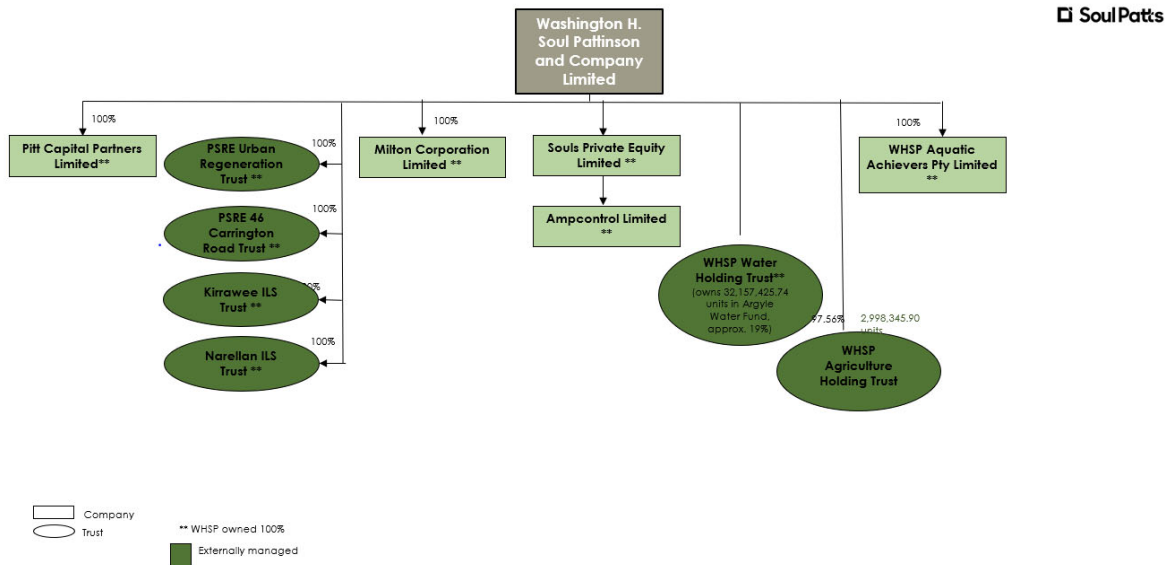 Washington H.
Soul Pattinson
and Company
Limited
SoulPatts
100%
Pitt Capital Partners
Limited**
100%
PSRE Urban
Regeneration
Trust **
100%
PSRE 46
Carrington
Road Trust **
Kirrawee ILS
Trust **
100%
Narellan ILS
Trust **
100%
Milton Corporation
Limited **
Souls Private Equity
Limited **
Ampcontrol Limited
**
WHSP Water
Holding Trust**
(owns 32,157,425.74
units in Argyle
Water Fund,
approx. 19%)
97.56%
2,998,345.90
units
WHSP
Agriculture
Holding Trust
100%
WHSP Aquatic
Achievers Pty Limited
**
Company
Trust
** WHSP owned 100%
Externally managed